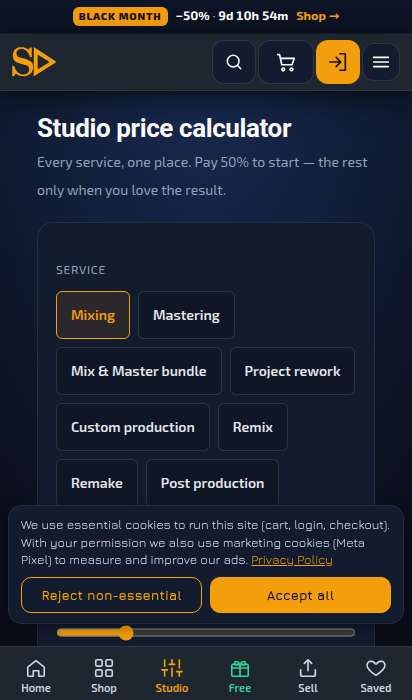 BLACK MONTH −50% · 9d 10h 54m Shop →
S
Studio price calculator
Every service, one place. Pay 50% to start — the rest
only when you love the result.
SERVICE
Mixing Mastering
Mix & Master bundle Project rework
Custom production Remix
Remake Post production
We use essential cookies to run this site (cart, login, checkout).
With your permission we also use marketing cookies (Meta
Pixel) to measure and improve our ads. Privacy Policy
Reject non-essential Accept all
Home Shop Studio Free Sell Saved